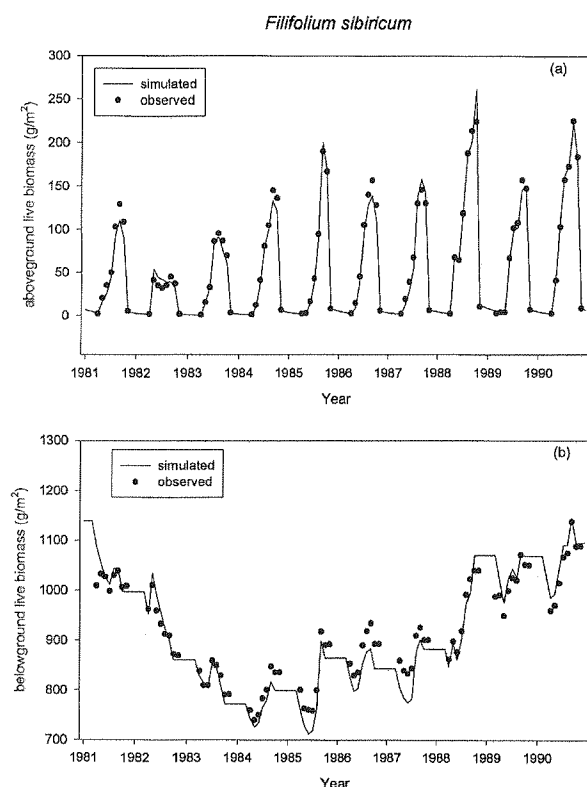 Filifolium sibiricum
(a)
simulated
observed
aboveground live biomass (g/m²)
300
250
200
150
100
50
0
1981 1982 1983 1984 1985 1986 1987 1988 1989 1990
Year
(b)
simulated
observed
belowground live biomass (g/m²)
1300
1200
1100
1000
900
800
700
1981 1982 1983 1984 1985 1986 1987 1988 1989 1990
Year